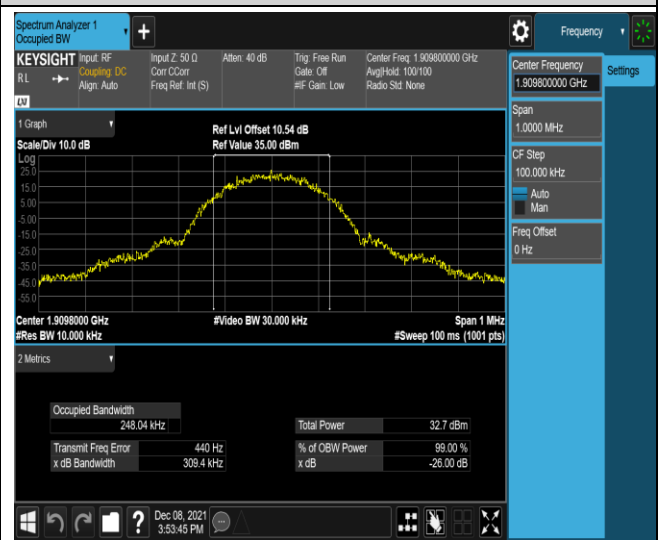 Spectrum Analyzer 1
Occupied BW
+
Frequency
KEYSIGHT
RL
LXI
Input: RF
Coupling: DC
Align: Auto
Input Z: 50 Ω
Corr CCorr
Freq Ref: Int (S)
Atten: 40 dB
Trig: Free Run
Gate: Off
#IF Gain: Low
Center Freq: 1.909800000 GHz
Avg|Hold: 100/100
Radio Std: None
Center Frequency
1.909800000 GHz
Settings
Span
1.0000 MHz
CF Step
100.000 kHz
Auto
Man
Freq Offset
0 Hz
1 Graph
Scale/Div 10.0 dB
Ref Lvl Offset 10.54 dB
Ref Value 35.00 dBm
Log
25.0
15.0
5.00
-5.00
-15.0
-25.0
-35.0
-45.0
-55.0
Center 1.9098000 GHz
#Video BW 30.000 kHz
Span 1 MHz
#Res BW 10.000 kHz
#Sweep 100 ms (1001 pts)
2 Metrics
Occupied Bandwidth
248.04 kHz
Total Power 32.7 dBm
Transmit Freq Error 440 Hz
% of OBW Power 99.00 %
x dB Bandwidth 309.4 kHz
x dB -26.00 dB
?
Dec 08, 2021
3:53:45 PM